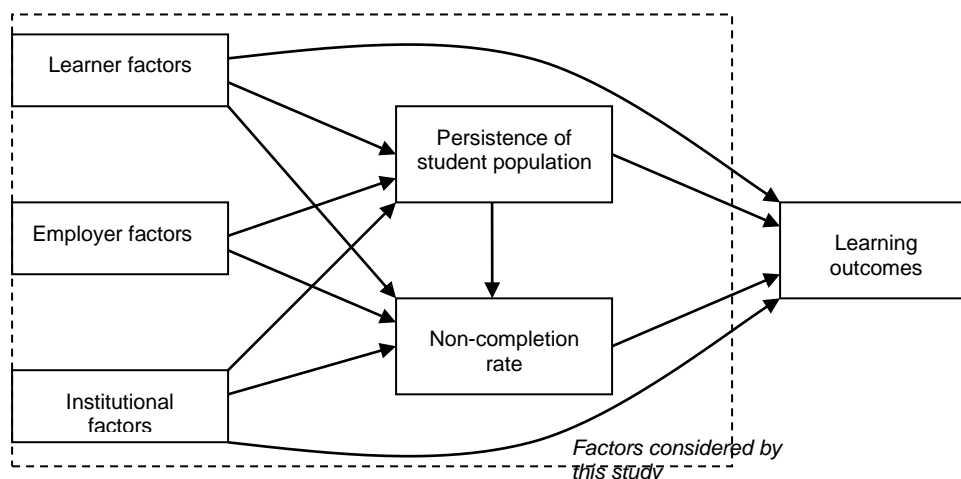 Learner factors
Persistence of
student population
Employer factors
Learning
outcomes
Non-completion
rate
Institutional
factors
Factors considered by
this study